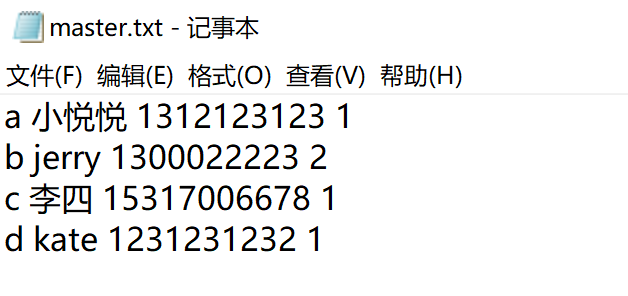 master.txt - 记事本
文件(F) 编辑(E) 格式(O) 查看(V) 帮助(H)
a 小悦悦 1312123123 1
b jerry 1300022223 2
c 李四 15317006678 1
d kate 1231231232 1